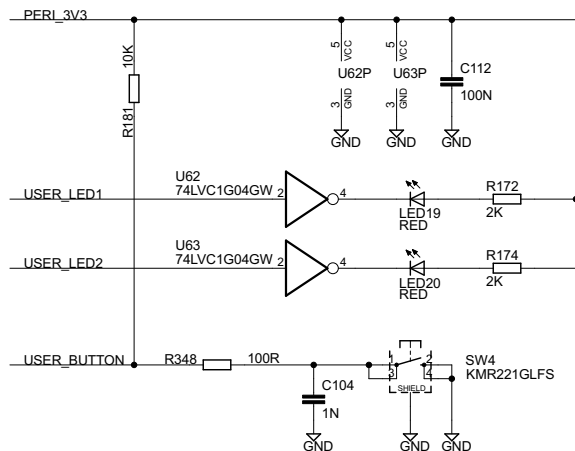 PERI_3V3
10K
R181
5
VCC
U62P
GND
3
GND
5
VCC
U63P
GND
3
GND
C112
100N
GND
USER_LED1
U62
74LVC1G04GW
2
4
LED19
RED
R172
2K
USER_LED2
U63
74LVC1G04GW
2
4
LED20
RED
R174
2K
USER_BUTTON
R348
100R
C104
1N
GND
1
2
3
4
SHIELD
SW4
KMR221GLFS
GND
GND